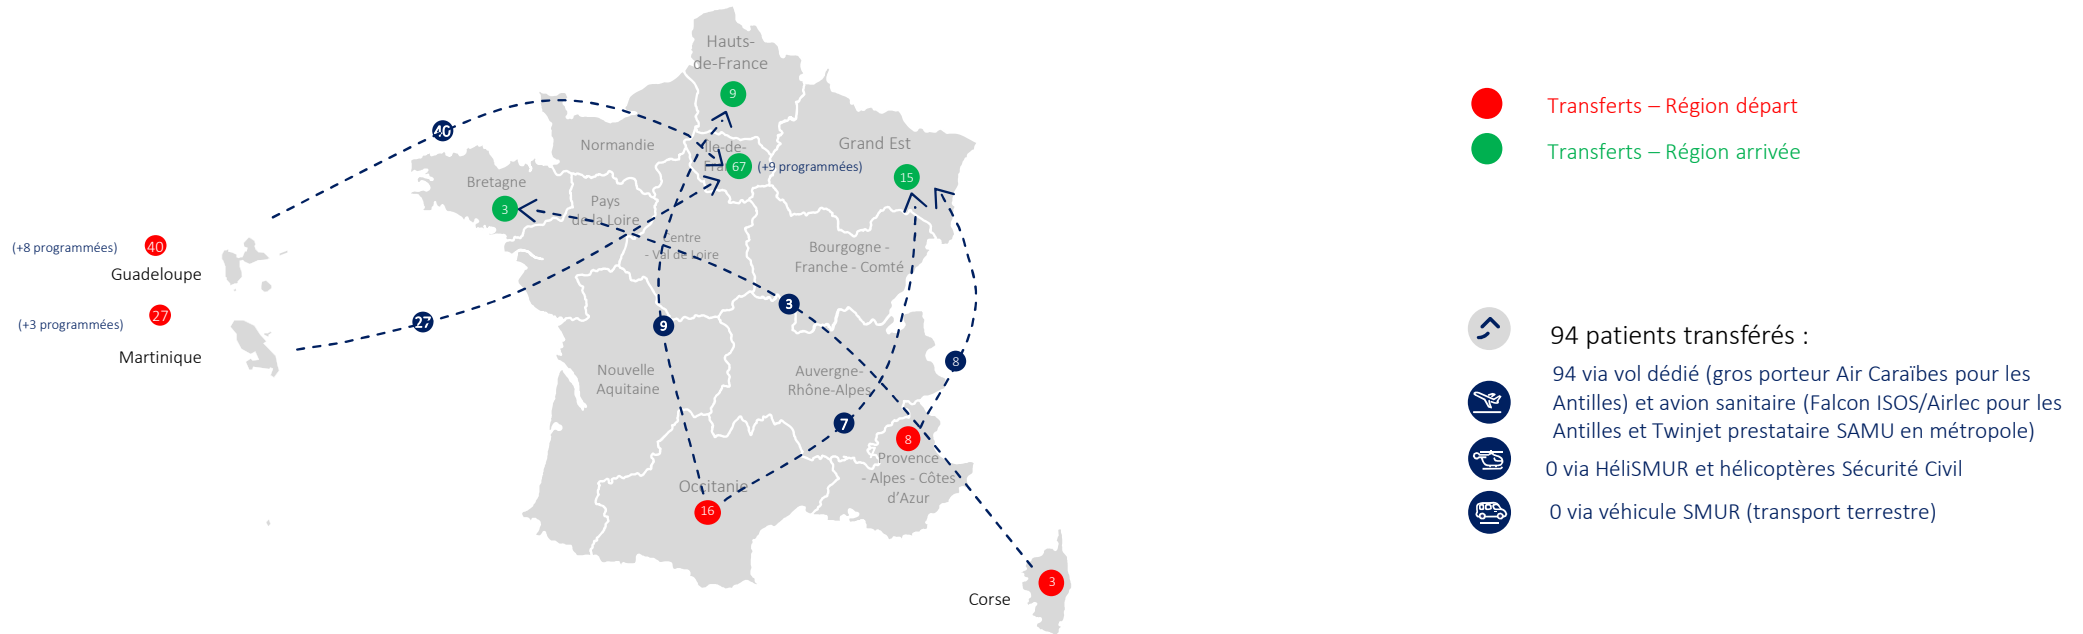 Hauts-
de-France
9
40
Normandie
Ile-de-
France
67
(+9 programmées)
Grand Est
15
Bretagne
3
Pays
de la Loire
Centre
- Val de Loire
Bourgogne -
Franche - Comté
(+8 programmées)
40
Guadeloupe
(+3 programmées)
27
Martinique
27
9
3
8
7
Nouvelle
Aquitaine
Auvergne-
Rhône-Alpes
8
Provence
- Alpes - Côtes
d'Azur
Occitanie
16
3
Corse
Transferts – Région départ
Transferts – Région arrivée
94 patients transférés :
94 via vol dédié (gros porteur Air Caraïbes pour les
Antilles) et avion sanitaire (Falcon ISOS/Airlec pour les
Antilles et Twinjet prestataire SAMU en métropole)
0 via HéliSMUR et hélicoptères Sécurité Civil
0 via véhicule SMUR (transport terrestre)